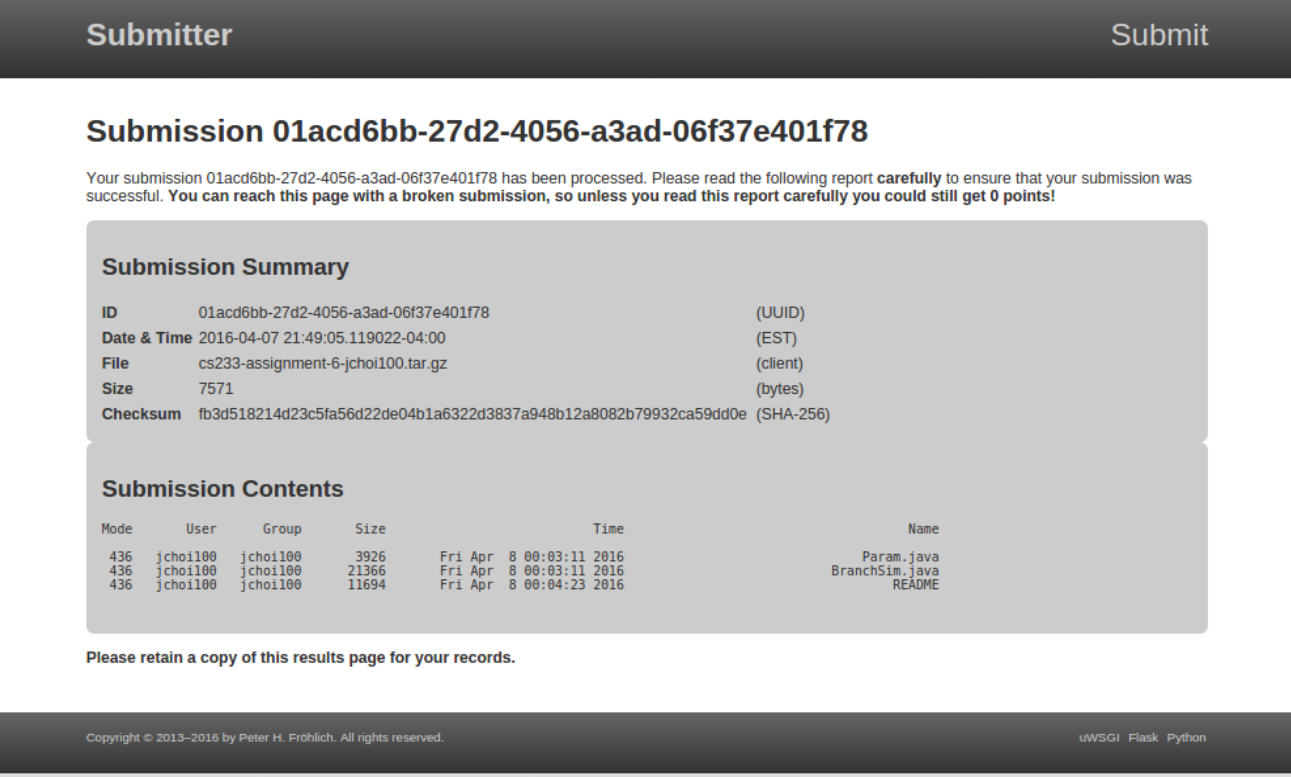 Submitter Submit
Submission 01acd6bb-27d2-4056-a3ad-06f37e401f78
Your submission 01acd6bb-27d2-4056-a3ad-06f37e401f78 has been processed. Please read the following report carefully to ensure that your submission was
successful. You can reach this page with a broken submission, so unless you read this report carefully you could still get 0 points!
Submission Summary
ID 01acd6bb-27d2-4056-a3ad-06f37e401f78 (UUID)
Date & Time 2016-04-07 21:49:05.119022-04:00 (EST)
File cs233-assignment-6-jchoi100.tar.gz (client)
Size 7571 (bytes)
Checksum fb3d518214d23c5fa56d22de04b1a6322d3837a948b12a8082b79932ca59dd0e (SHA-256)
Submission Contents
Mode User Group Size Time Name
436 jchoi100 jchoi100 3926 Fri Apr 8 00:03:11 2016 Param.java
436 jchoi100 jchoi100 21366 Fri Apr 8 00:03:11 2016 BranchSim.java
436 jchoi100 jchoi100 11694 Fri Apr 8 00:04:23 2016 README
Please retain a copy of this results page for your records.
Copyright © 2013–2016 by Peter H. Fröhlich. All rights reserved. uWSGI Flask Python